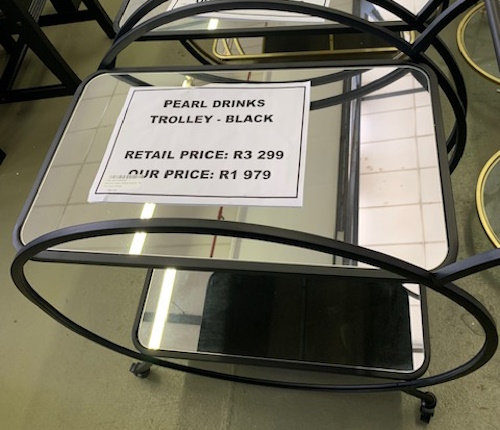 PEARL DRINKS
TROLLEY - BLACK
RETAIL PRICE: R3 299
OUR PRICE: R1 979